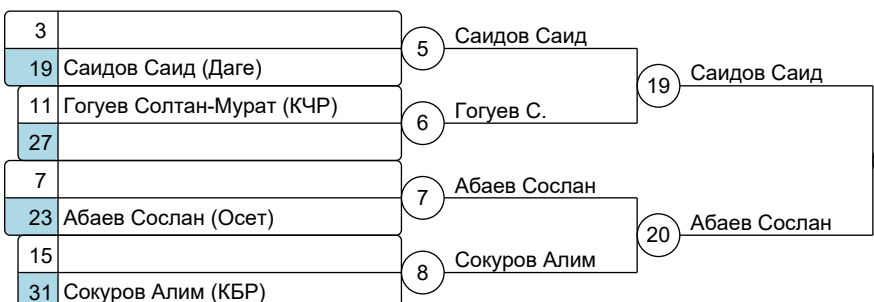 3
19 Саидов Саид (Даге)
5 Саидов Саид
11 Гогуев Солтан-Мурат (КЧР)
27
6 Гогуев С.
19 Саидов Саид
7
23 Абаев Сослан (Осет)
7 Абаев Сослан
15
31 Сокуров Алим (КБР)
8 Сокуров Алим
20 Абаев Сослан